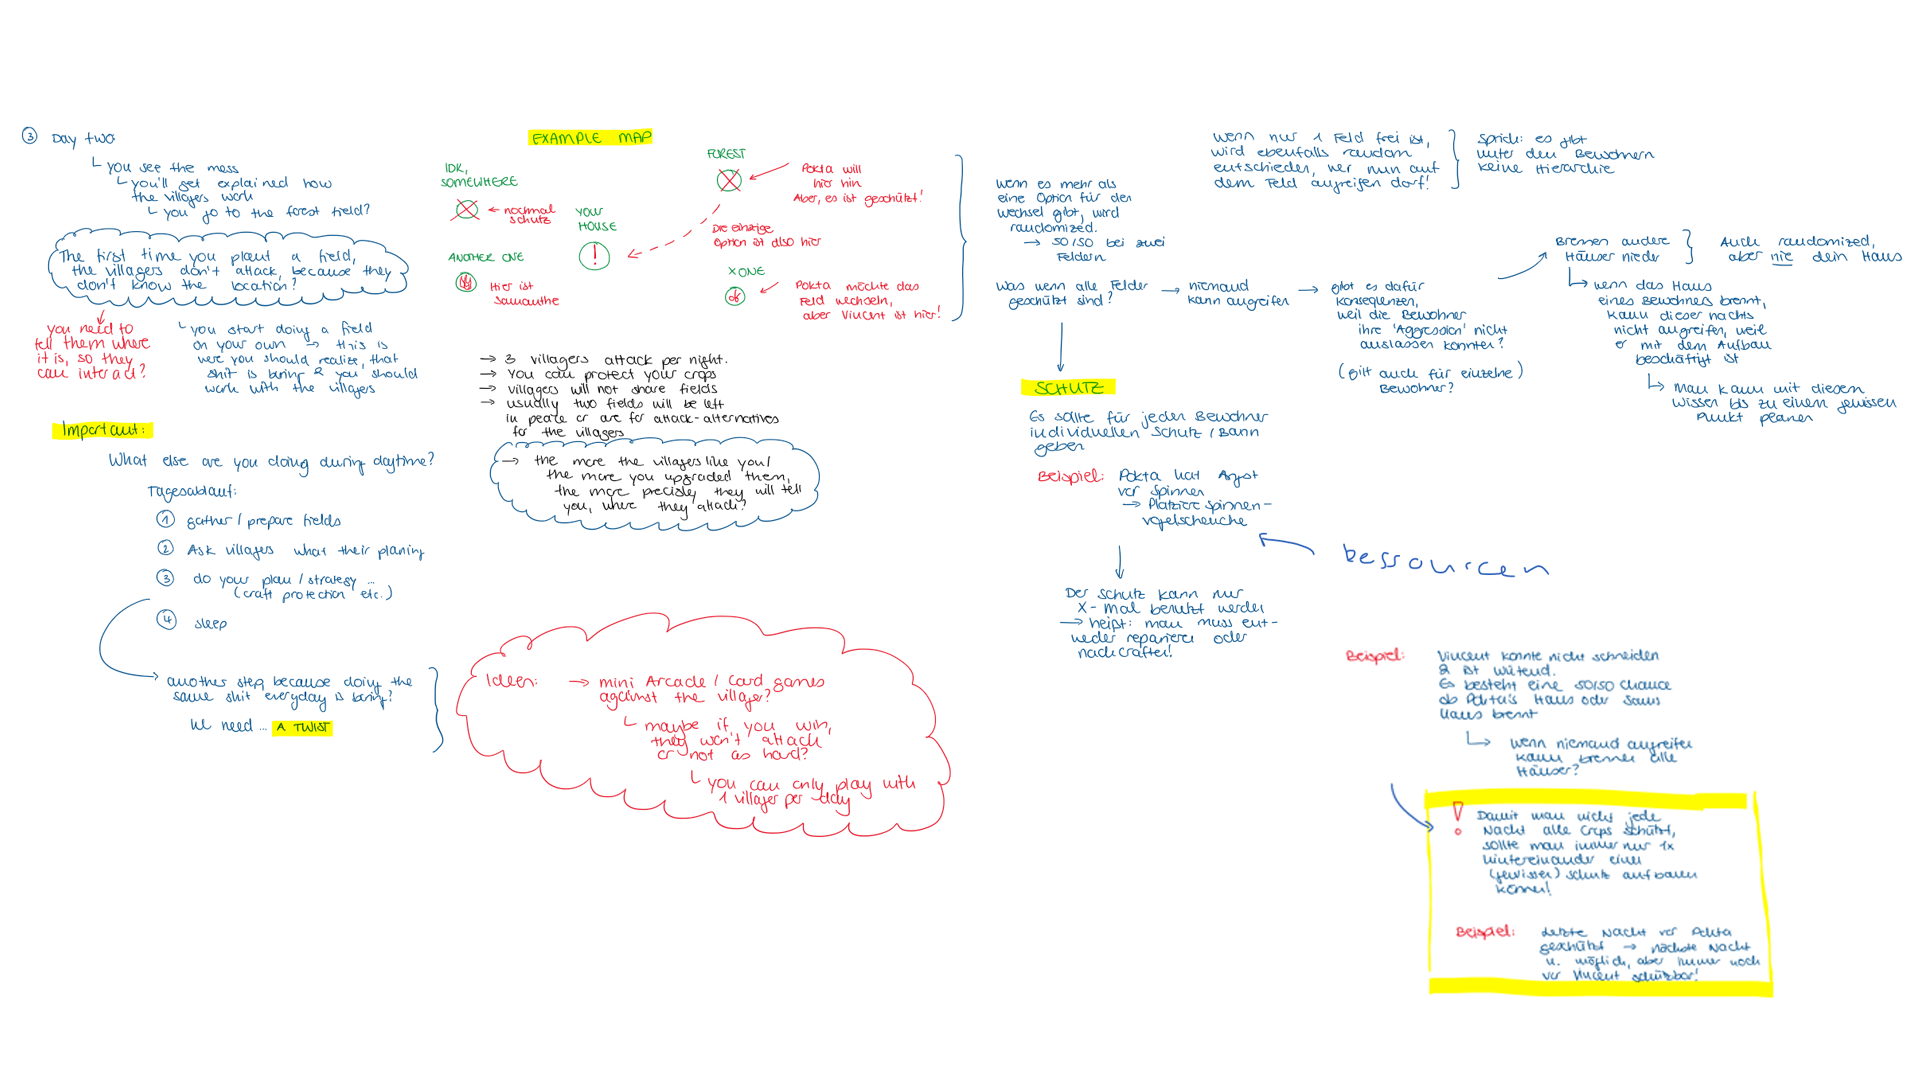 ③ Day two
you see the mess
you'll get explained how
the villagers work
you go to the forest field?
The first time you plant a field,
the villagers don't attack, because they
don't know the location?
you need to
tell them where
it is, so they
can interact?
you start doing a field
on your own → this is
were you should realize, that
shit is boring & you should
work with the villagers
Important:
What else are you doing during daytime?
Tagesablauf:
① gather / prepare fields
② Ask villagers what their planing
③ do your plan / strategy ...
(craft protection etc.)
④ sleep
another step because doing the
same shit everyday is boring?
We need ... A TWIST
EXAMPLE MAP
IDK,
SOMEWHERE
← nochmal
schutz
YOUR
HOUSE
!
FOREST
Pokta will
hier hin
Aber, es ist geschützt!
Die einzige
Option ist also hier
ANOTHER ONE
Hier ist
Samantha
X ONE
Pokta möchte das
Feld wechseln,
aber Vincent ist hier!
→ 3 villagers attack per night.
→ You can protect your crops
→ villagers will not share fields
→ usually two fields will be left
in peace or are for attack-alternatives
for the villagers
→ the more the villagers like you /
the more you upgraded them,
the more precisley they will tell
you, where they attack?
Ideen: → mini Arcade / Card games
against the villager?
maybe if you win,
they won't attack
or not as hard?
you can only play with
1 villager per day
wenn es mehr als
eine Option für den
wechsel gibt, wird
randomized.
→ 50/50 bei zwei
Feldern
wenn nur 1 Feld frei ist,
wird ebenfalls random
entschieden, wer nun auf
dem Feld angreifen darf!
Sprich: es gibt
unter den Bewohnern
keine Hierarchie
Was wenn alle Felder
geschützt sind?
→ niemand
kann angreifen
→ gibt es dafür
konsequenzen,
weil die Bewohner
ihre 'Aggression' nicht
auslassen konnten?
(Gilt auch für einzelne)
Bewohner?
Brennen andere
Häuser nieder
Auch randomized,
aber nie dein Haus
wenn das Haus
eines Bewohners brennt,
kann dieser nachts
nicht angreifen, weil
er mit dem Aufbau
beschäftigt ist
man kann mit diesem
wissen bis zu einem gewissen
Punkt planen
SCHUTZ
Es sollte für jeden Bewohner
individuellen Schutz / Bann
geben
Beispiel: Pokta hat Angst
vor Spinnen
→ Platziere Spinnen-
vogelscheuche
Ressourcen
Der Schutz kann nur
X-mal benutzt werden
→ heißt: man muss ent-
weder reparieren oder
nachcraften!
Beispiel: Vincent konnte nicht schneiden
& ist wütend.
Es besteht eine 50/50 Chance
ob Pokta's Haus oder Sams
Haus brennt
wenn niemand angreifen
kann brennen alle
Häuser?
! Damit man nicht jede
Nacht alle Crops schützt,
sollte man immer nur 1x
hintereinander einen
(gewissen) schutz aufbauen
können!
Beispiel: Letzte Nacht vor Pokta
geschützt → nächste Nacht
n. möglich, aber immer noch
vor Vincent schützbar!